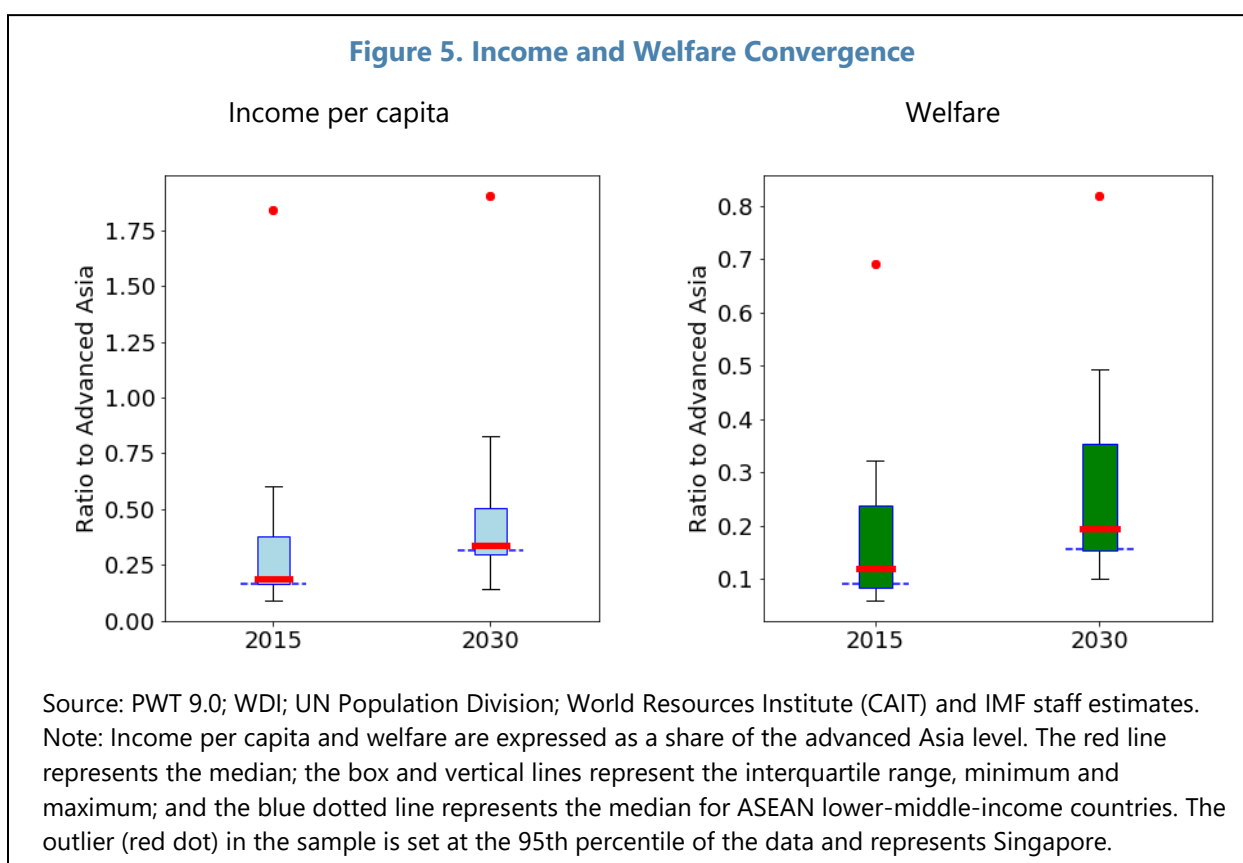 Figure 5. Income and Welfare Convergence
Income per capita
Welfare
Ratio to Advanced Asia
1.75
1.50
1.25
1.00
0.75
0.50
0.25
0.00
2015
2030
Ratio to Advanced Asia
0.8
0.7
0.6
0.5
0.4
0.3
0.2
0.1
2015
2030
Source: PWT 9.0; WDI; UN Population Division; World Resources Institute (CAIT) and IMF staff estimates.
Note: Income per capita and welfare are expressed as a share of the advanced Asia level. The red line
represents the median; the box and vertical lines represent the interquartile range, minimum and
maximum; and the blue dotted line represents the median for ASEAN lower-middle-income countries. The
outlier (red dot) in the sample is set at the 95th percentile of the data and represents Singapore.